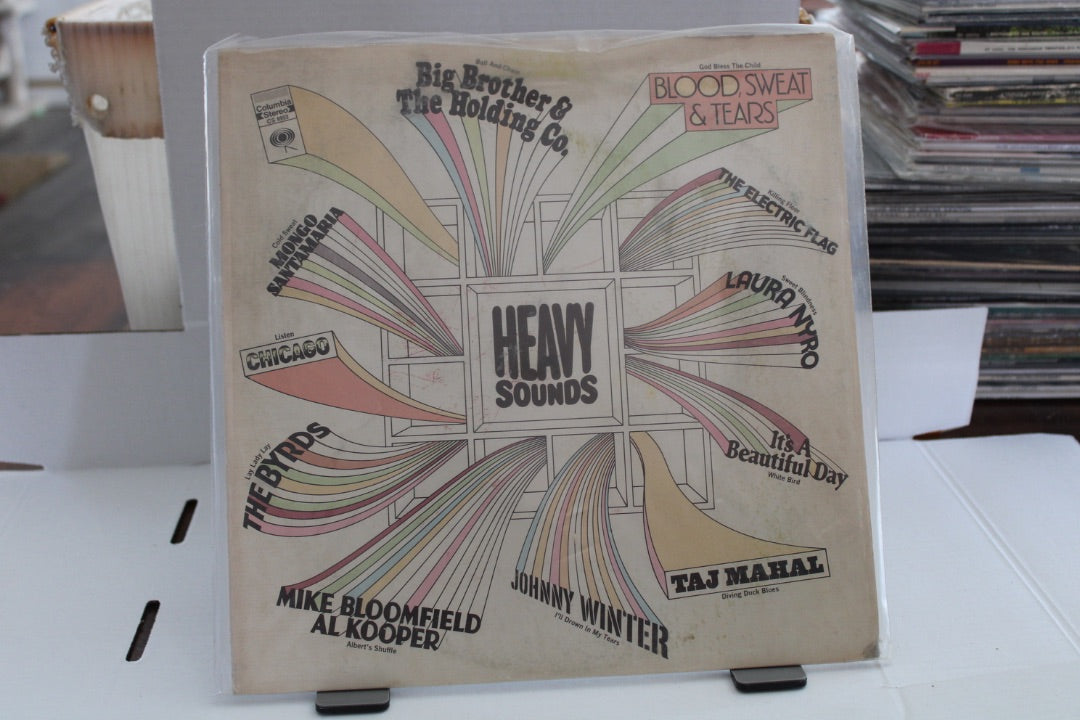 Columbia
Stereo
CS 9952
Ball And Chain
Big Brother &
The Holding Co.
God Bless The Child
BLOOD, SWEAT
& TEARS
Killing Floor
THE ELECTRIC FLAG
Cold Sweat
MONGO
SANTAMARIA
Sweet Blindness
LAURA NYRO
HEAVY
SOUNDS
Listen
CHICAGO
It's A
Beautiful Day
White Bird
Lay Lady Lay
THE BYRDS
TAJ MAHAL
Diving Duck Blues
MIKE BLOOMFIELD
AL KOOPER
Albert's Shuffle
JOHNNY WINTER
I'll Drown In My Tears